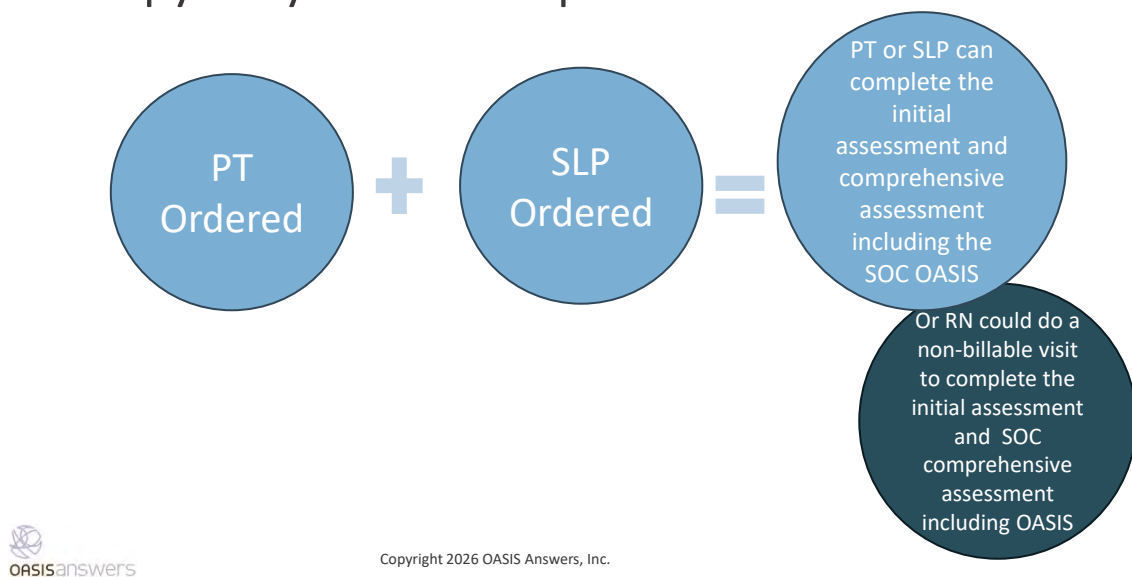 PT
Ordered
SLP
Ordered
PT or SLP can
complete the
initial
assessment and
comprehensive
assessment
including the
SOC OASIS
Or RN could do a
non-billable visit
to complete the
initial assessment
and SOC
comprehensive
assessment
including OASIS
OASISanswers
Copyright 2026 OASIS Answers, Inc.